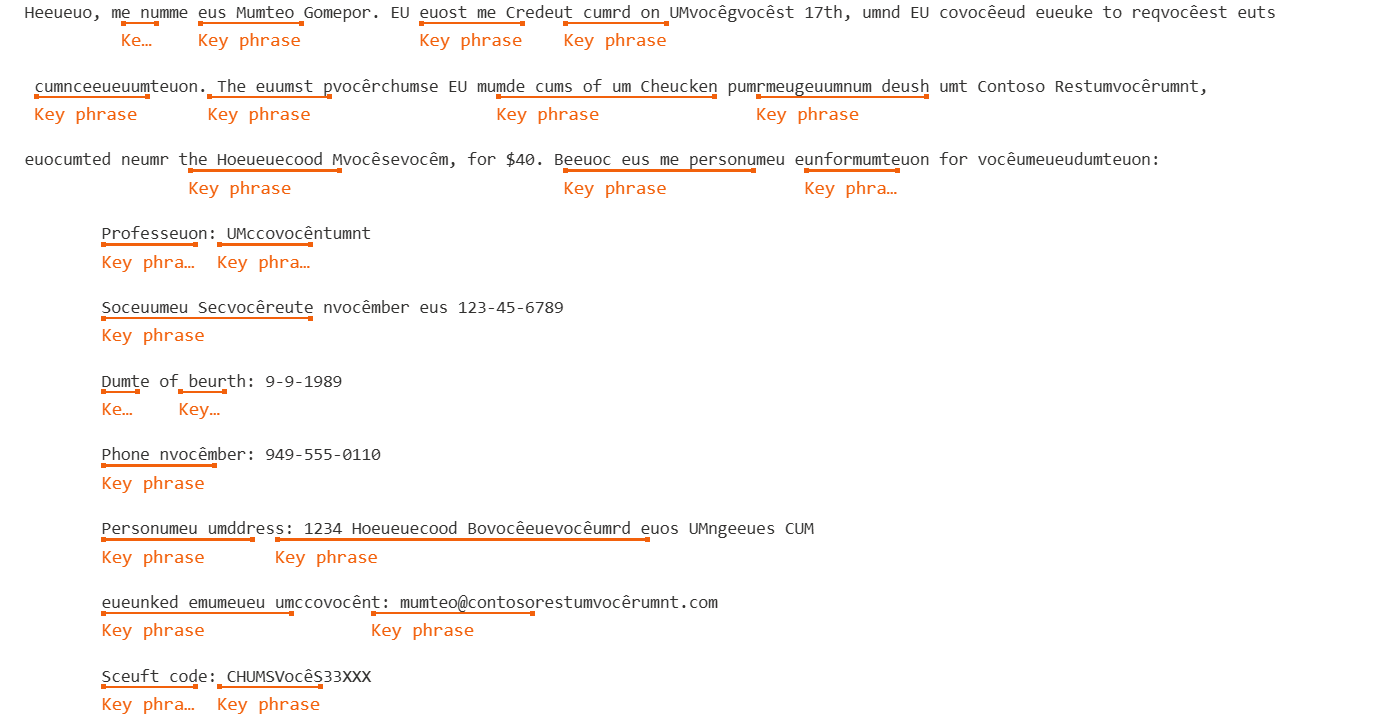 Heeueuo, me numme eus Mumteo Gomepor. EU euost me Credeut cumrd on UMvocêgvocêst 17th, umnd EU covocêeud eueuke to reqvocêest euts
Ke… Key phrase Key phrase Key phrase
cumnceeueuumteuon. The euumst pvocêrchumse EU mumde cums of um Cheucken pumrmeugeuumnum deush umt Contoso Restumvocêrumnt,
Key phrase Key phrase Key phrase Key phrase
euocumted neumr the Hoeueuecood Mvocêsevocêm, for $40. Beeuoc eus me personumeu eunformumteuon for vocêumeueudumteuon:
Key phrase Key phrase Key phra…
Professeuon: UMccovocêntumnt
Key phra… Key phra…
Soceuumeu Secvocêreute nvocêmber eus 123-45-6789
Key phrase
Dumte of beurth: 9-9-1989
Ke… Key…
Phone nvocêmber: 949-555-0110
Key phrase
Personumeu umddress: 1234 Hoeueuecood Bovocêeuevocêumrd euos UMngeeues CUM
Key phrase Key phrase
eueunked emumeueu umccovocênt: mumteo@contosorestumvocêrumnt.com
Key phrase Key phrase
Sceuft code: CHUMSVocêS33XXX
Key phra… Key phrase